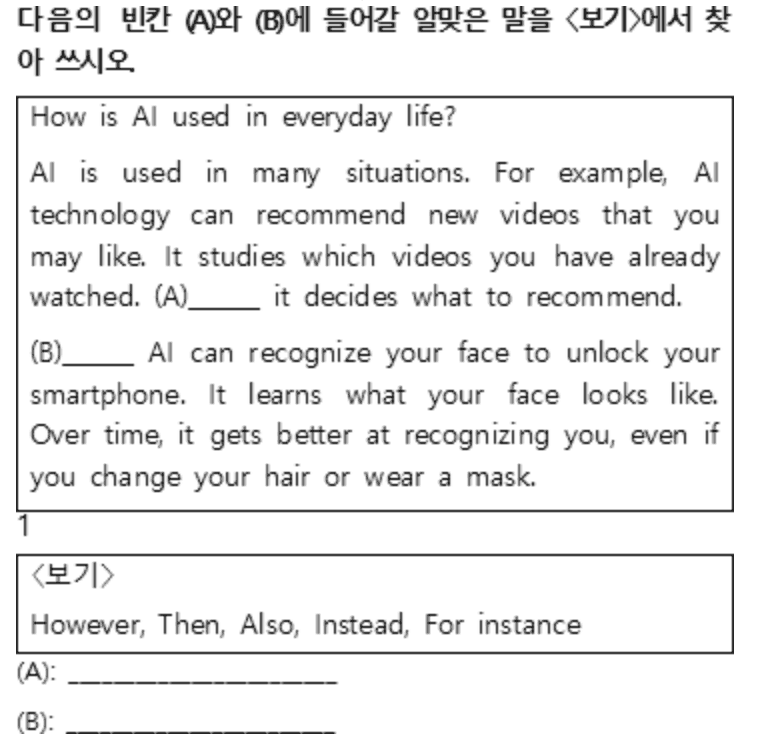 다음의 빈칸 (A)와 (B)에 들어갈 알맞은 말을 <보기>에서 찾
아 쓰시오.
How is AI used in everyday life?
AI is used in many situations. For example, AI
technology can recommend new videos that you
may like. It studies which videos you have already
watched. (A)_____ it decides what to recommend.
(B)_____ AI can recognize your face to unlock your
smartphone. It learns what your face looks like.
Over time, it gets better at recognizing you, even if
you change your hair or wear a mask.
1
<보기>
However, Then, Also, Instead, For instance
(A): ____________________
(B): ____________________